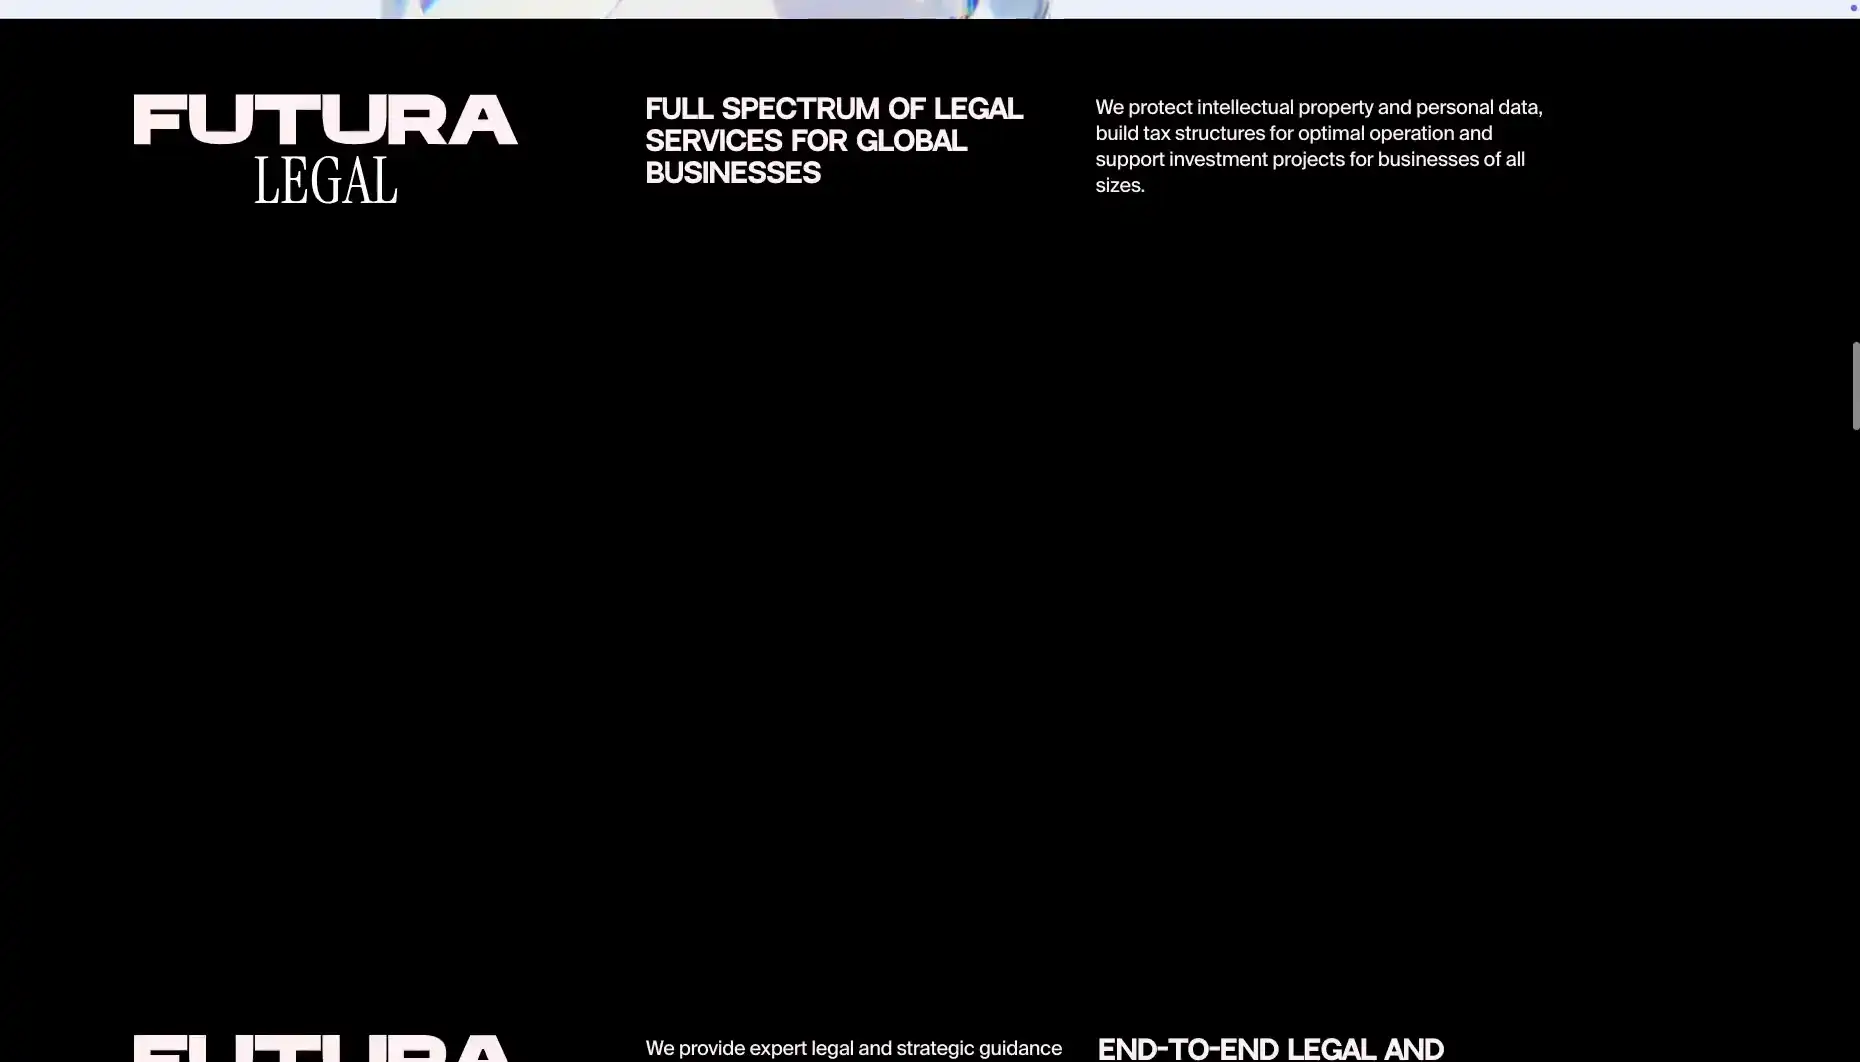 FUTURA
LEGAL
FULL SPECTRUM OF LEGAL
SERVICES FOR GLOBAL
BUSINESSES
We protect intellectual property and personal data,
build tax structures for optimal operation and
support investment projects for businesses of all
sizes.
FUTURA
We provide expert legal and strategic guidance
END-TO-END LEGAL AND